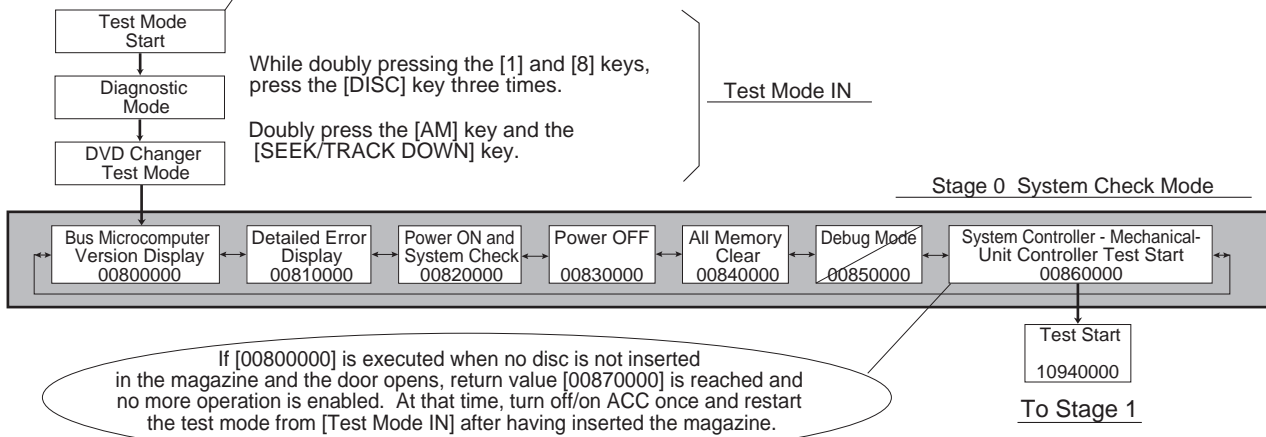 Test Mode
Start
Diagnostic
Mode
DVD Changer
Test Mode
While doubly pressing the [1] and [8] keys,
press the [DISC] key three times.
Doubly press the [AM] key and the
[SEEK/TRACK DOWN] key.
Test Mode IN
Stage 0 System Check Mode
Bus Microcomputer
Version Display
00800000
Detailed Error
Display
00810000
Power ON and
System Check
00820000
Power OFF
00830000
All Memory
Clear
00840000
Debug Mode
00850000
System Controller - Mechanical-
Unit Controller Test Start
00860000
Test Start
10940000
To Stage 1
If [00800000] is executed when no disc is not inserted
in the magazine and the door opens, return value [00870000] is reached and
no more operation is enabled. At that time, turn off/on ACC once and restart
the test mode from [Test Mode IN] after having inserted the magazine.